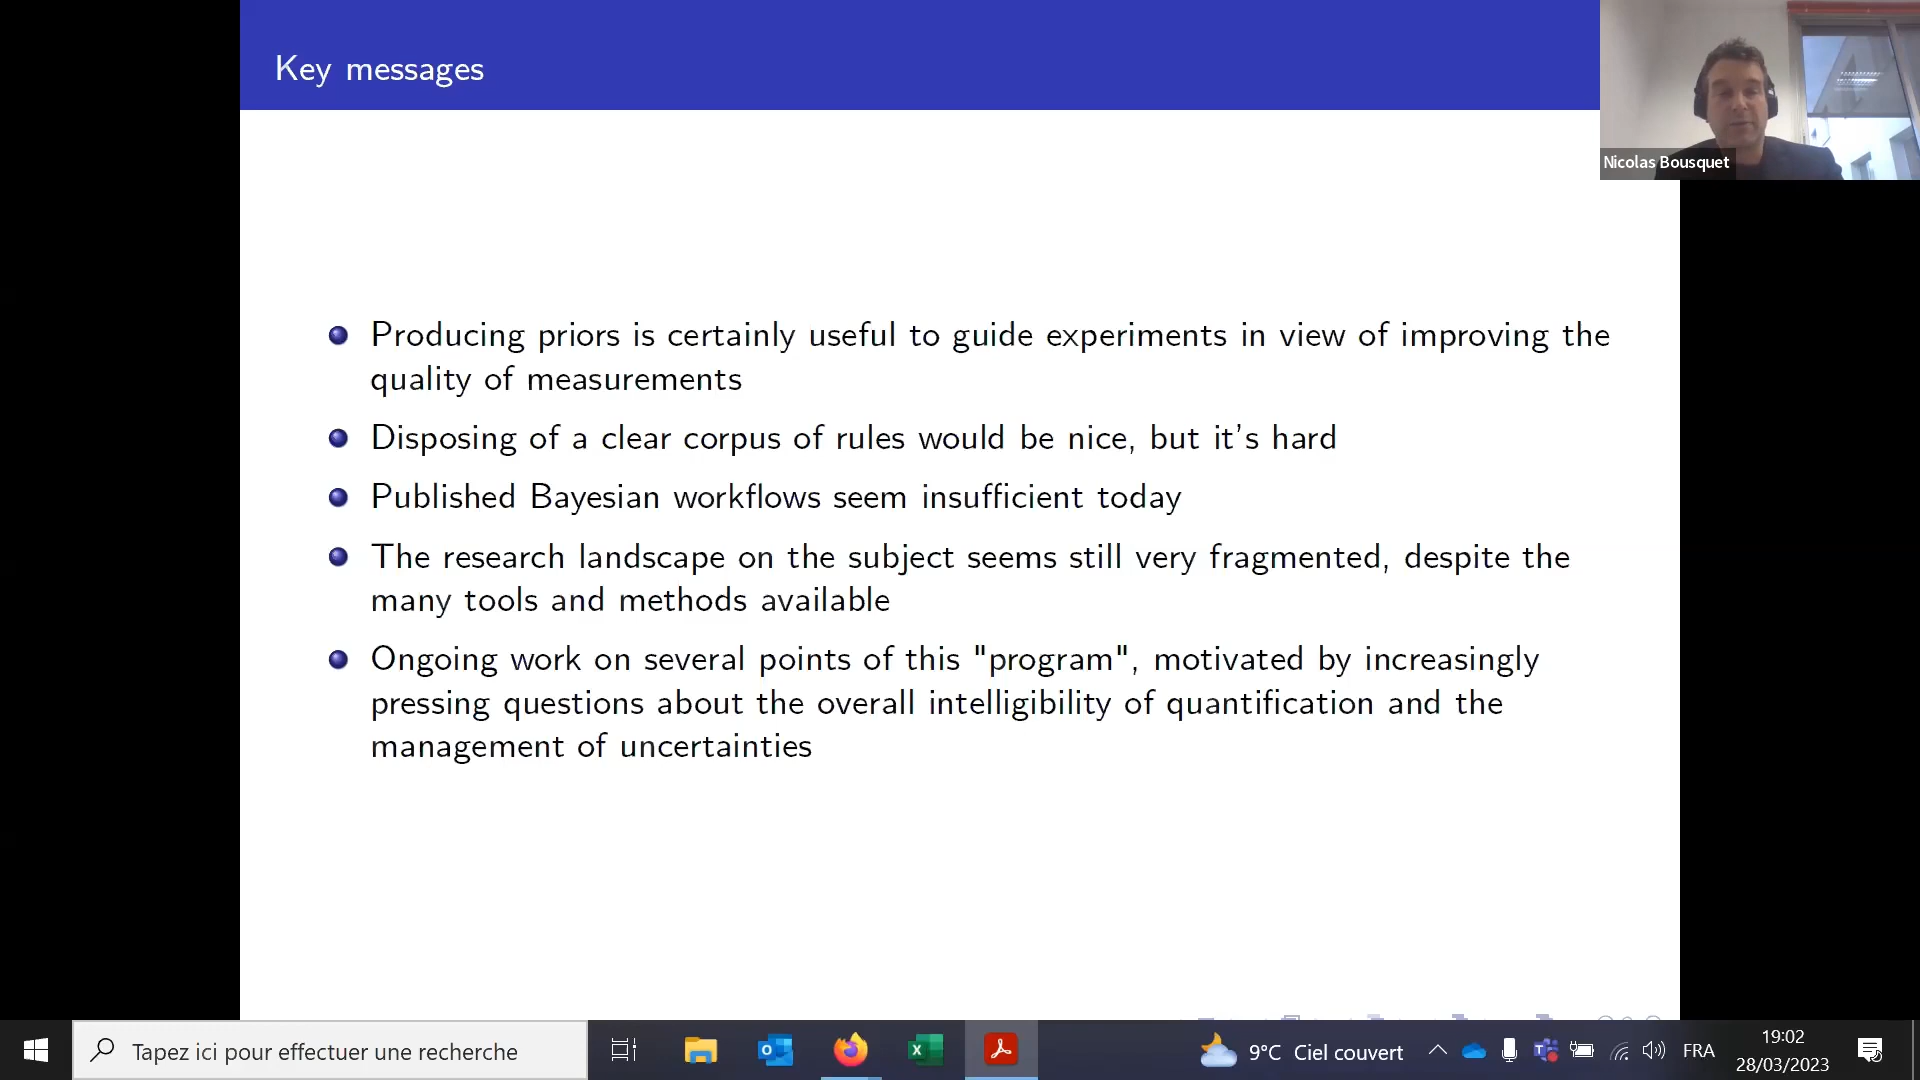 Key messages
Nicolas Bousquet
Producing priors is certainly useful to guide experiments in view of improving the
quality of measurements
Disposing of a clear corpus of rules would be nice, but it's hard
Published Bayesian workflows seem insufficient today
The research landscape on the subject seems still very fragmented, despite the
many tools and methods available
Ongoing work on several points of this "program", motivated by increasingly
pressing questions about the overall intelligibility of quantification and the
management of uncertainties
Tapez ici pour effectuer une recherche
9°C Ciel couvert
FRA
19:02
28/03/2023